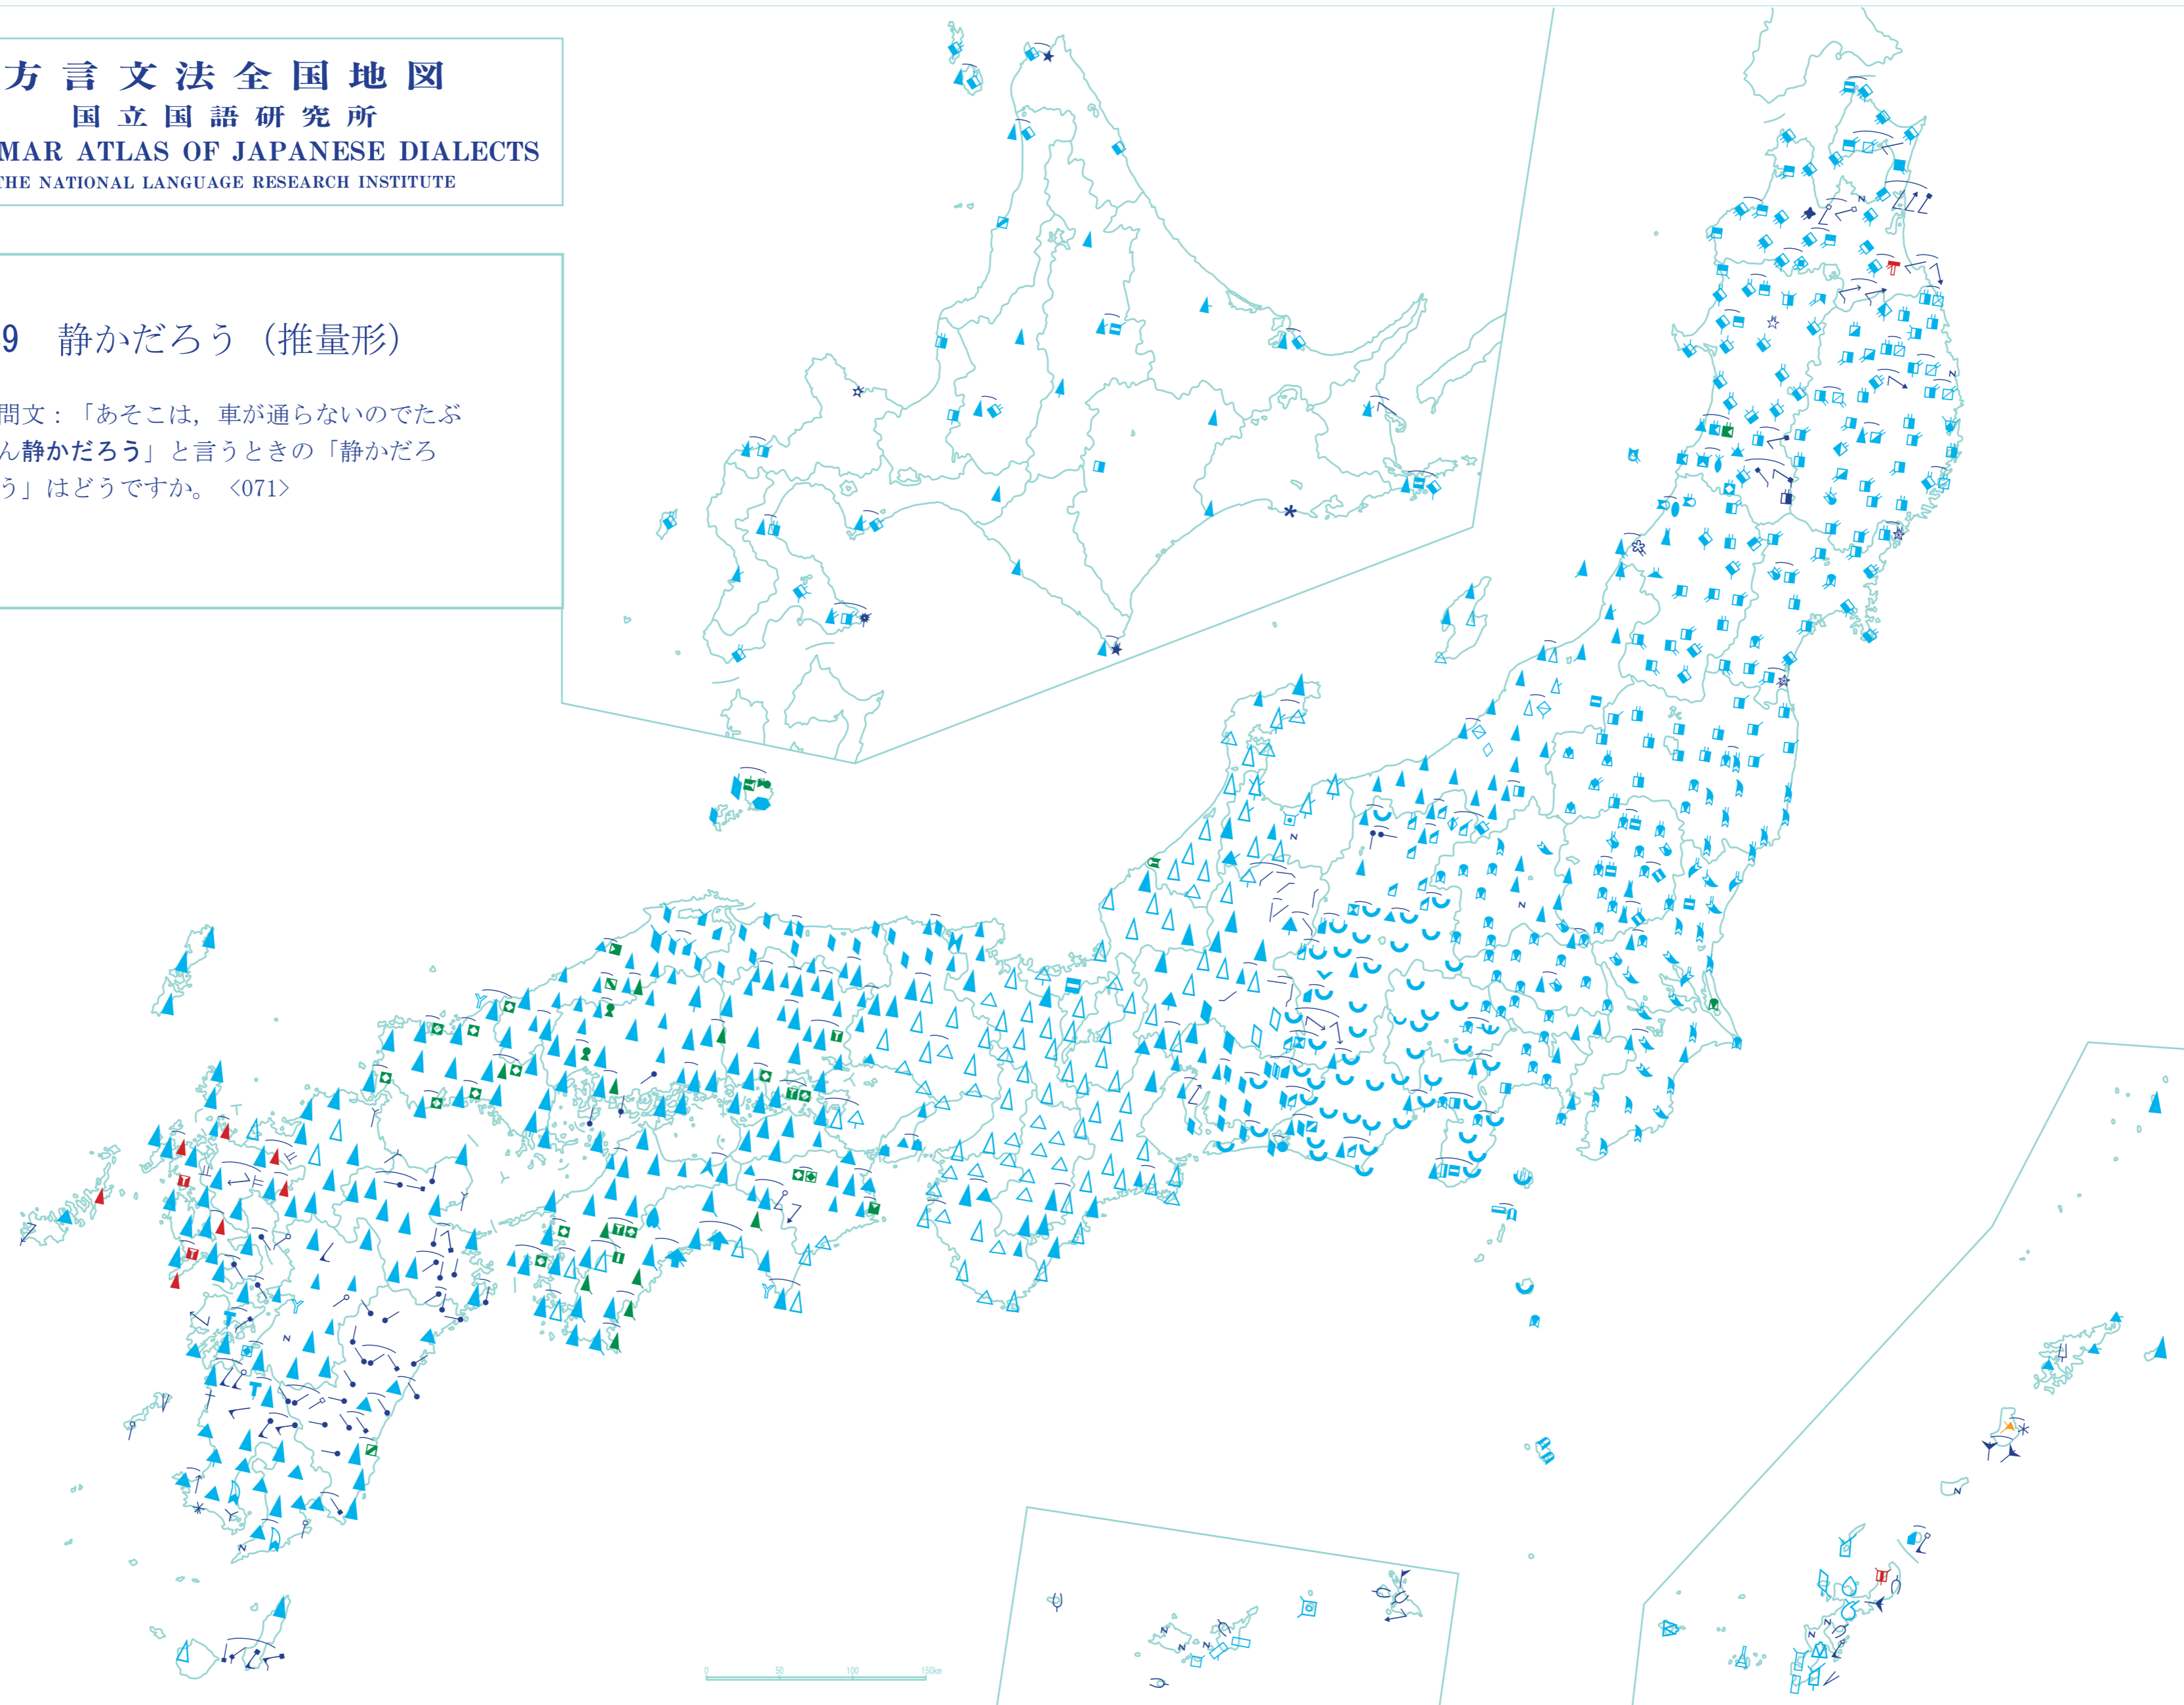 方言文法全国地図
国立国語研究所
MAR ATLAS OF JAPANESE DIALECTS
THE NATIONAL LANGUAGE RESEARCH INSTITUTE
9 静かだろう（推量形）
問文：「あそこは，車が通らないのでたぶ
ん静かだろう」と言うときの「静かだろ
う」はどうですか。〈071〉
0 50 100 150km